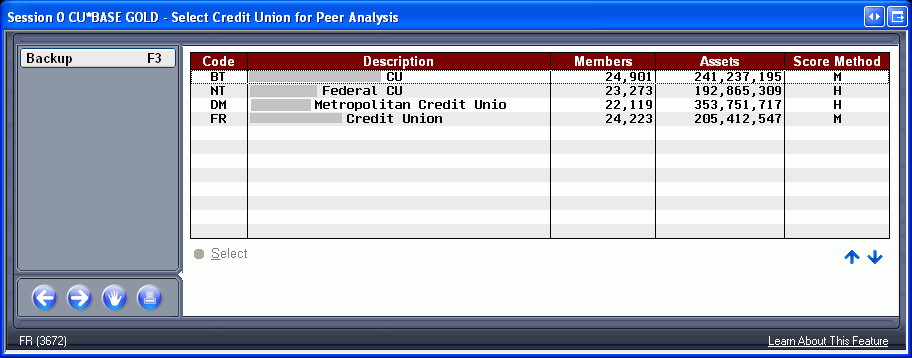 Session 0 CU*BASE GOLD - Select Credit Union for Peer Analysis
Backup F3
Code Description Members Assets Score Method
BT CU 24,901 241,237,195 M
NT Federal CU 23,273 192,865,309 H
DM Metropolitan Credit Unio 22,119 353,751,717 H
FR Credit Union 24,223 205,412,547 M
Select
FR (3672) Learn About This Feature